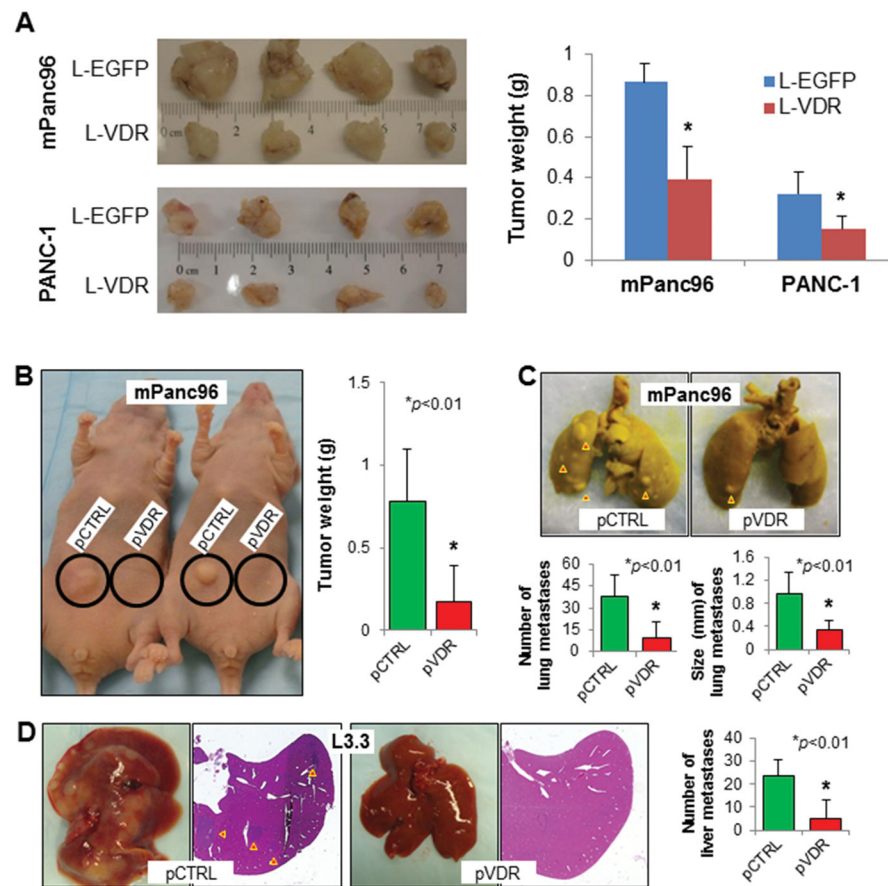 A
mPanc96
L-EGFP
L-VDR
0 cm 2 4 5 7 8
PANC-1
L-EGFP
L-VDR
0 cm 1 2 3 4 5 6 7
Tumor weight (g)
1
0.8
0.6
0.4
0.2
0
L-EGFP
L-VDR
*
*
mPanc96
PANC-1
B
mPanc96
pCTRL
pVDR
pCTRL
pVDR
Tumor weight (g)
1.5
1
0.5
0
*p<0.01
*
pCTRL
pVDR
C
mPanc96
pCTRL
pVDR
Number of
lung metastases
60
45
30
15
0
*p<0.01
*
pCTRL
pVDR
Size (mm) of
lung metastases
1.6
1.2
0.8
0.4
0
*p<0.01
*
pCTRL
pVDR
D
L3.3
pCTRL
pVDR
Number of
liver metastases
40
30
20
10
0
*p<0.01
*
pCTRL
pVDR